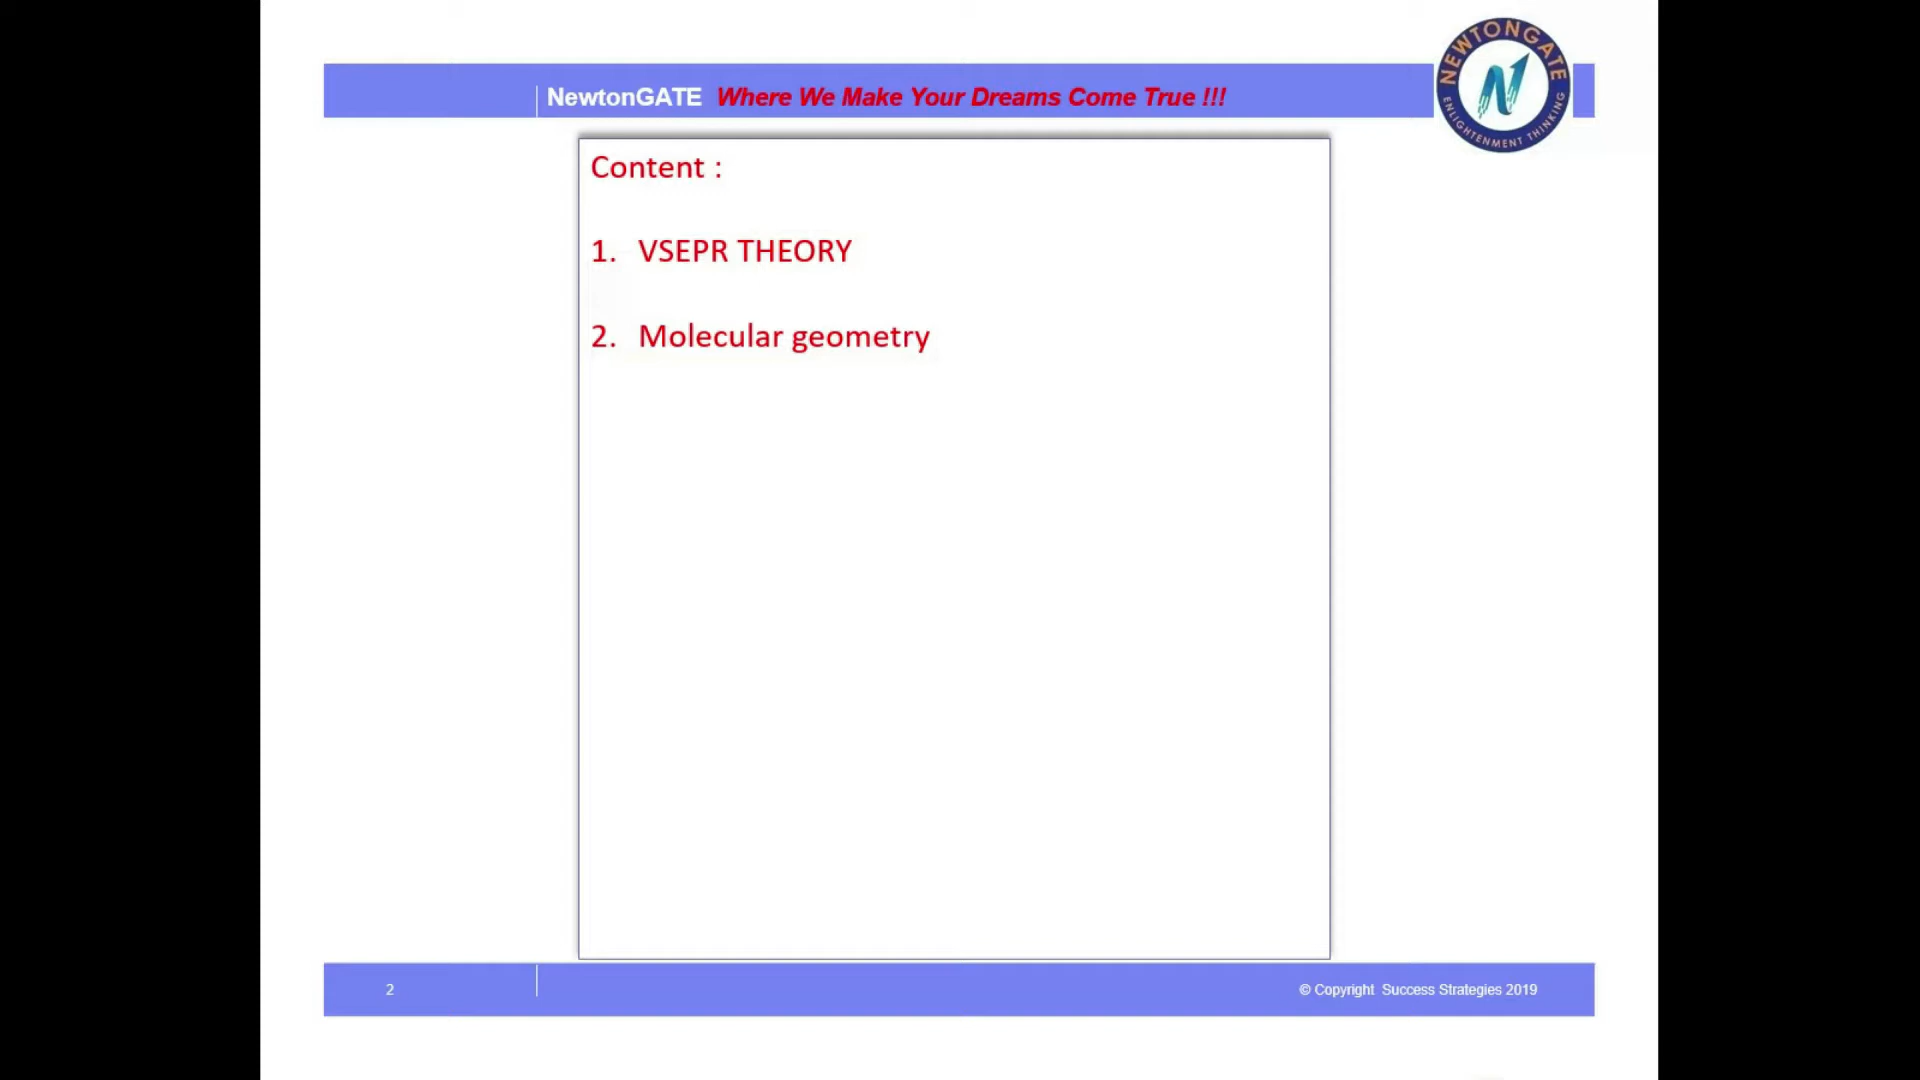 NewtonGATE Where We Make Your Dreams Come True !!!
NEWTONGATE
ENLIGHTENMENT THINKING
Content :
1. VSEPR THEORY
2. Molecular geometry
2
© Copyright Success Strategies 2019